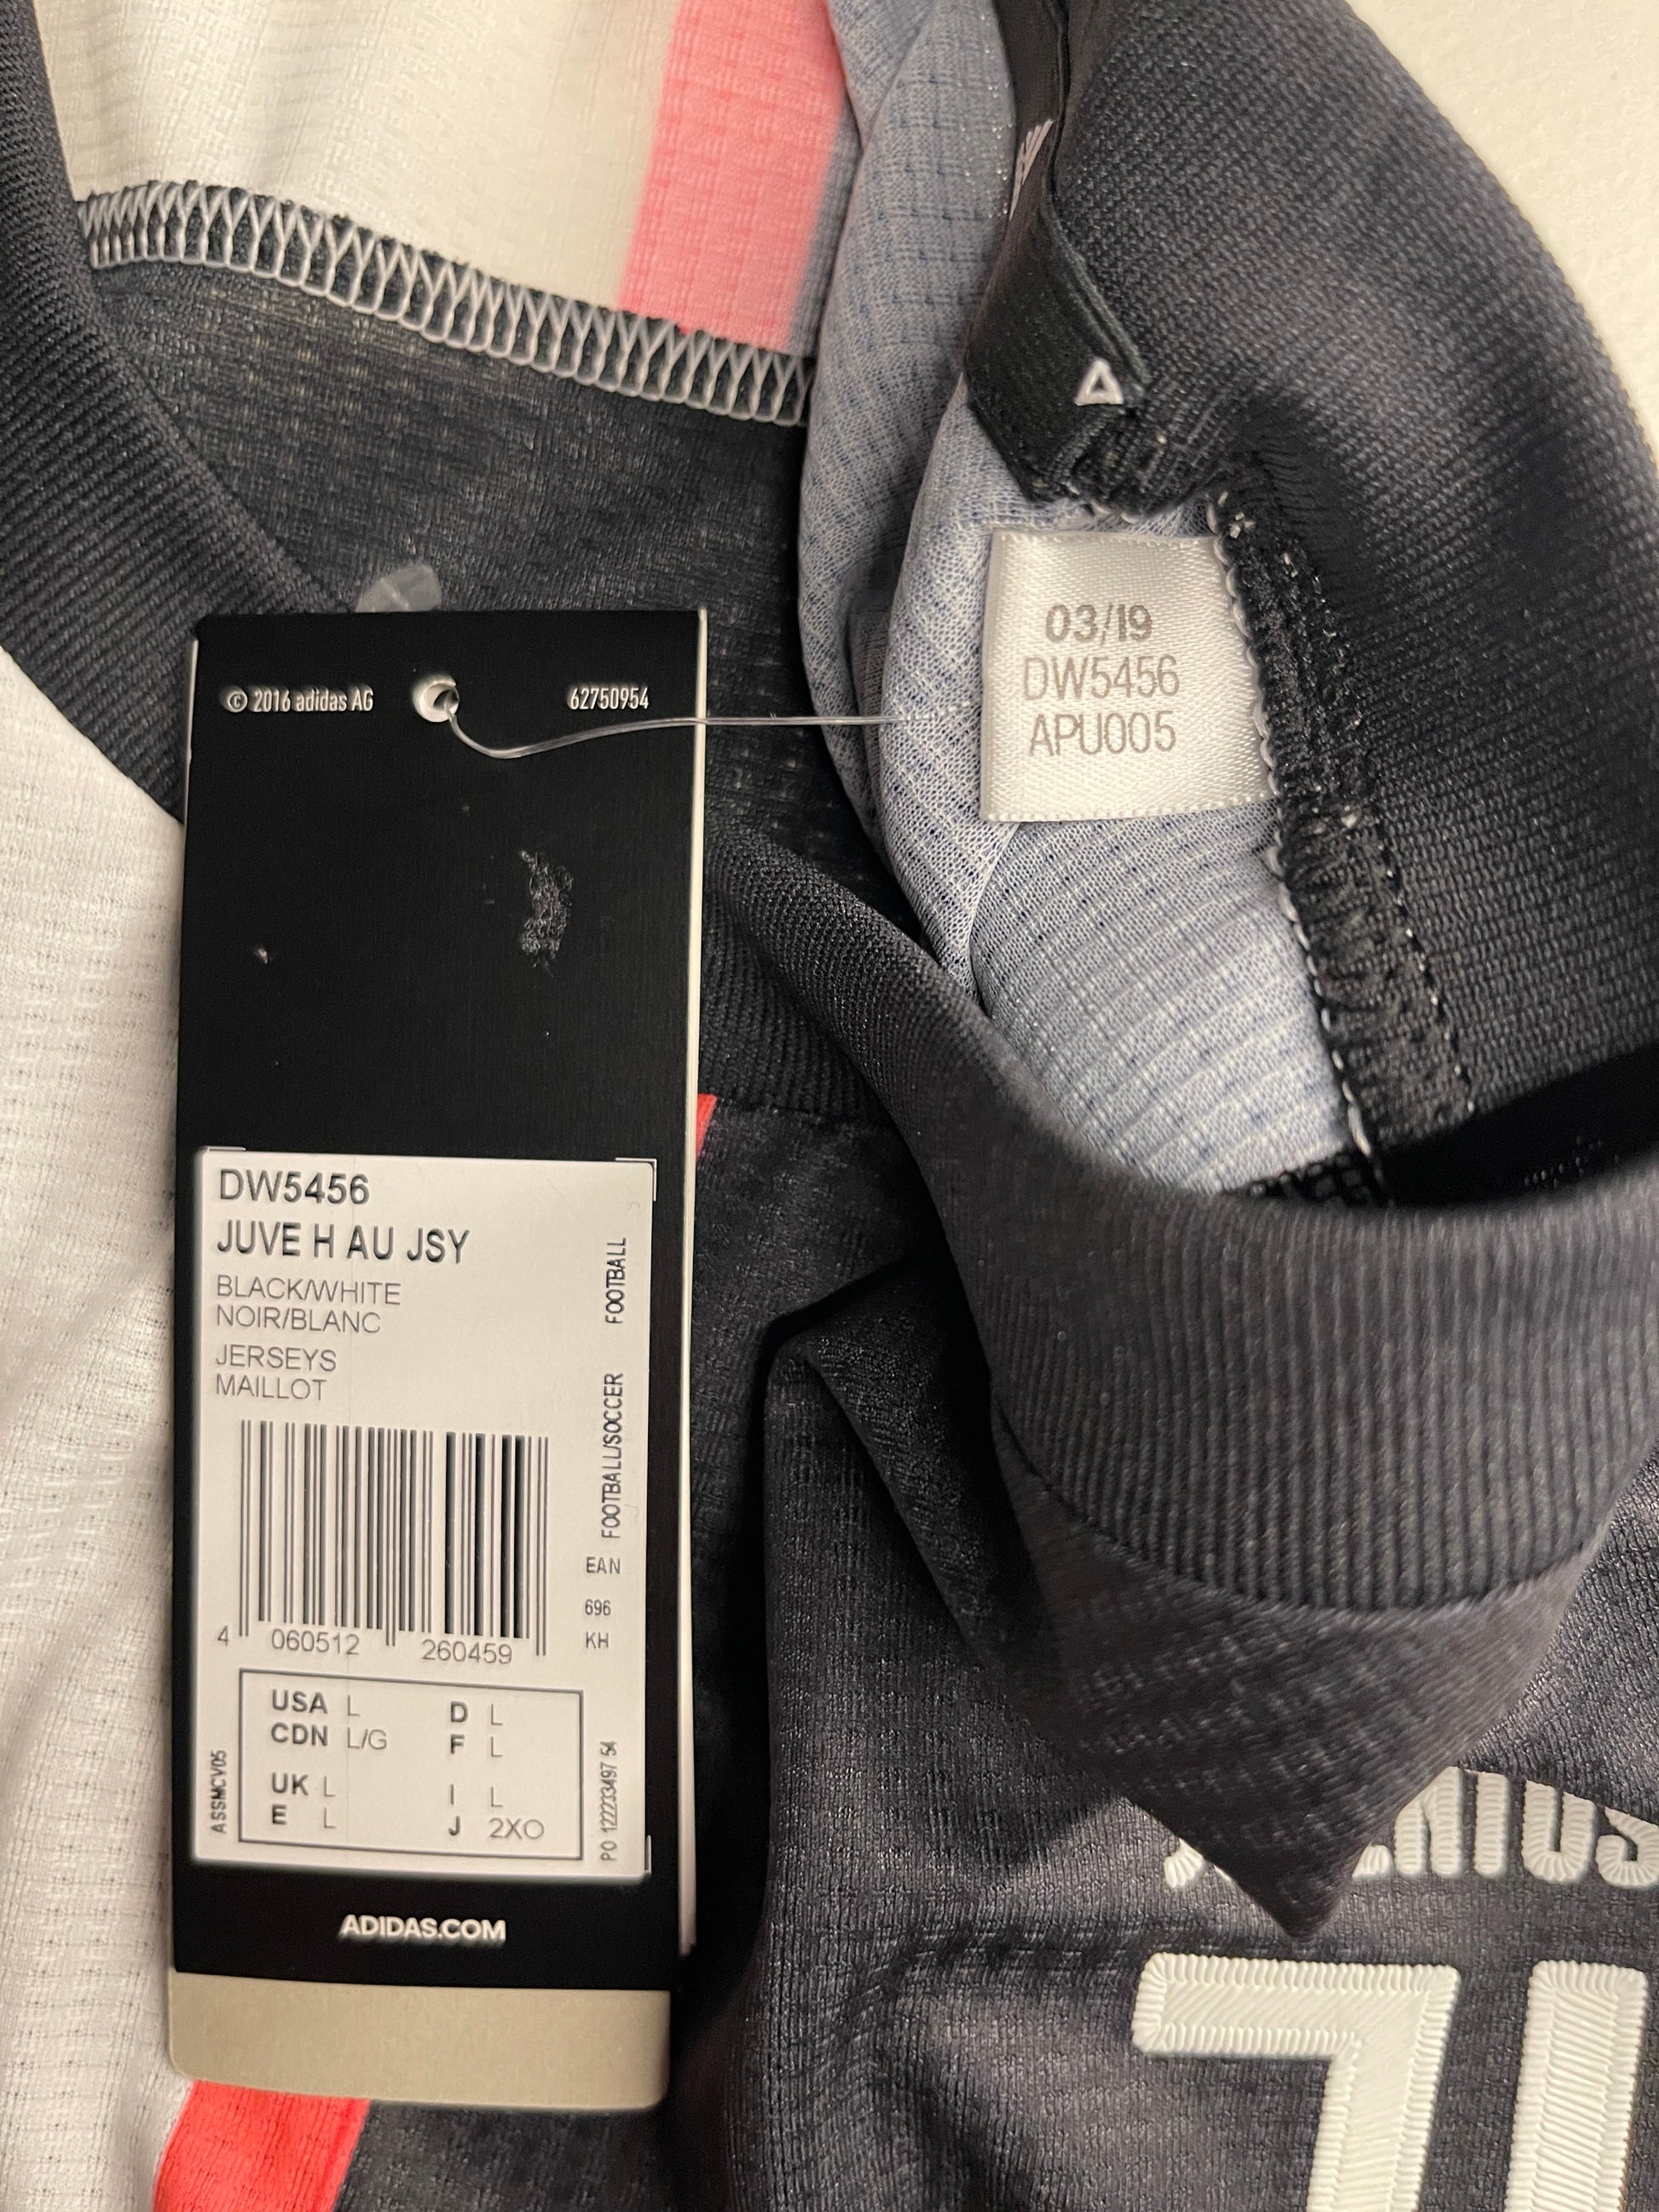 © 2016 adidas AG
62750954
03/19
DW5456
APU005
DW5456
JUVE H AU JSY
BLACK/WHITE
NOIR/BLANC
JERSEYS
MAILLOT
FOOTBALL
FOOTBALL/SOCCER
EAN
696
KH
4 060512 260459
USA L
CDN L/G
UK L
E L
D L
F L
I L
J 2XO
ASSMCV05
PO 122233497 54
ADIDAS.COM